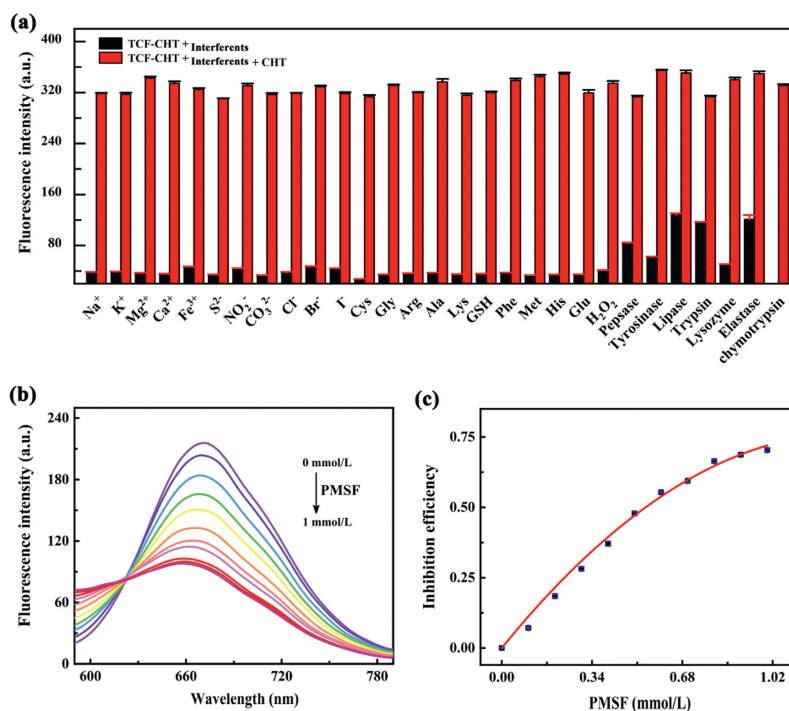 (a)
TCF-CHT + Interferents
TCF-CHT + Interferents + CHT
Fluorescence intensity (a.u.)
400
320
240
160
80
Na⁺ K⁺ Mg²⁺ Ca²⁺ Fe³⁺ S²⁻ NO₂⁻ CO₃²⁻ Cl⁻ Br⁻ I⁻ Cys Gly Arg Ala Lys GSH Phe Met His Glu H₂O₂ Pepsase Tyrosinase Lipase Trypsin Lysozyme Elastase chymotrypsin
(b)
Fluorescence intensity (a.u.)
240
180
120
60
0
0 mmol/L
PMSF
1 mmol/L
600 660 720 780
Wavelength (nm)
(c)
Inhibition efficiency
0.75
0.50
0.25
0.00
0.00 0.34 0.68 1.02
PMSF (mmol/L)